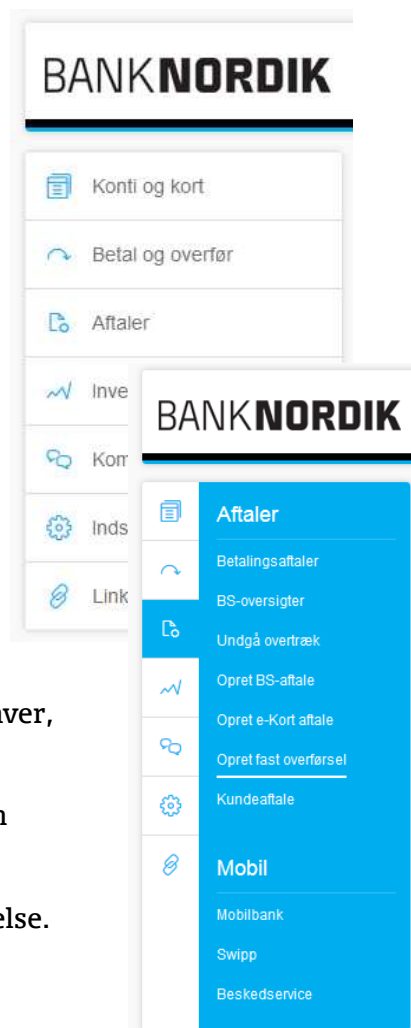 BANKNORDIK
Konti og kort
Betal og overfør
Aftaler
BANKNORDIK
Aftaler
Betalingsaftaler
BS-oversigter
Undgå overtræk
Opret BS-aftale
Opret e-Kort aftale
Opret fast overførsel
Kundeaftale
Mobil
Mobilbank
Swipp
Beskedservice